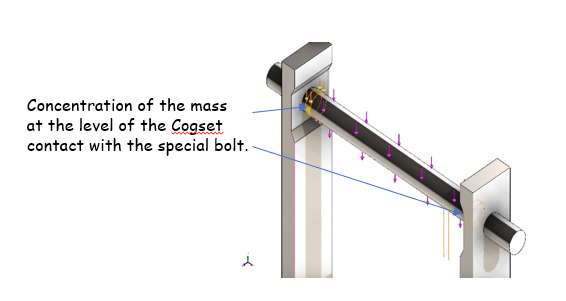 Concentration of the mass
at the level of the Cogset
contact with the special bolt.